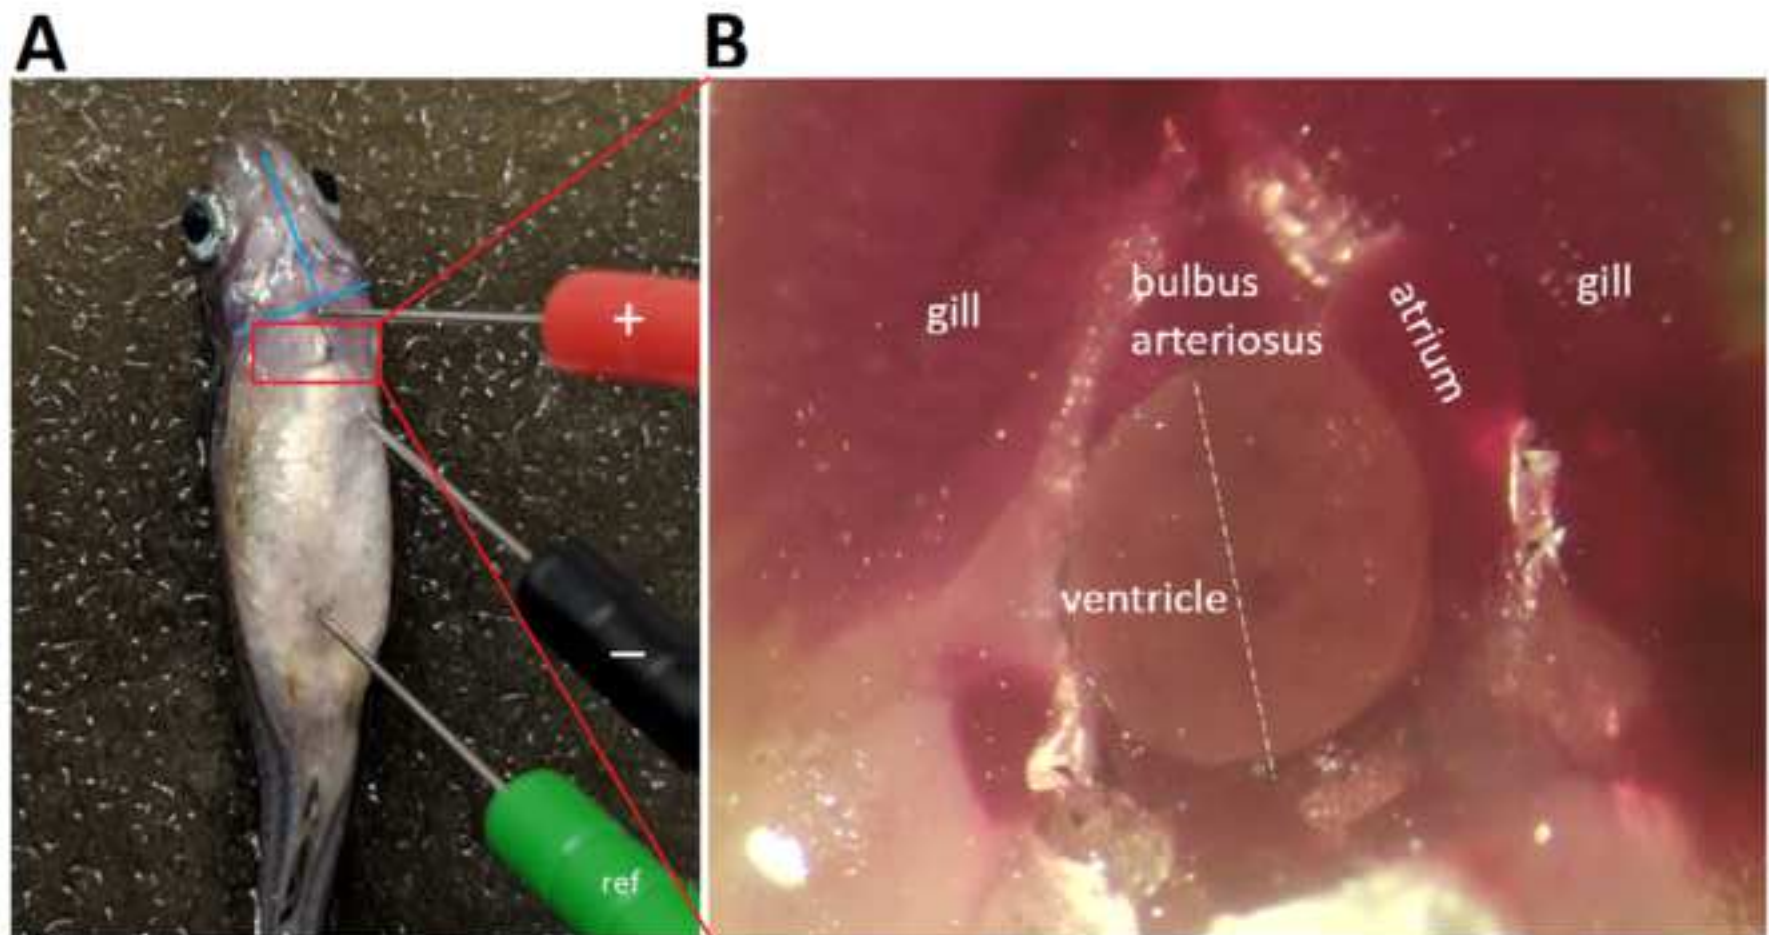 A
B
+
−
ref
gill
bulbus
arteriosus
atrium
gill
ventricle